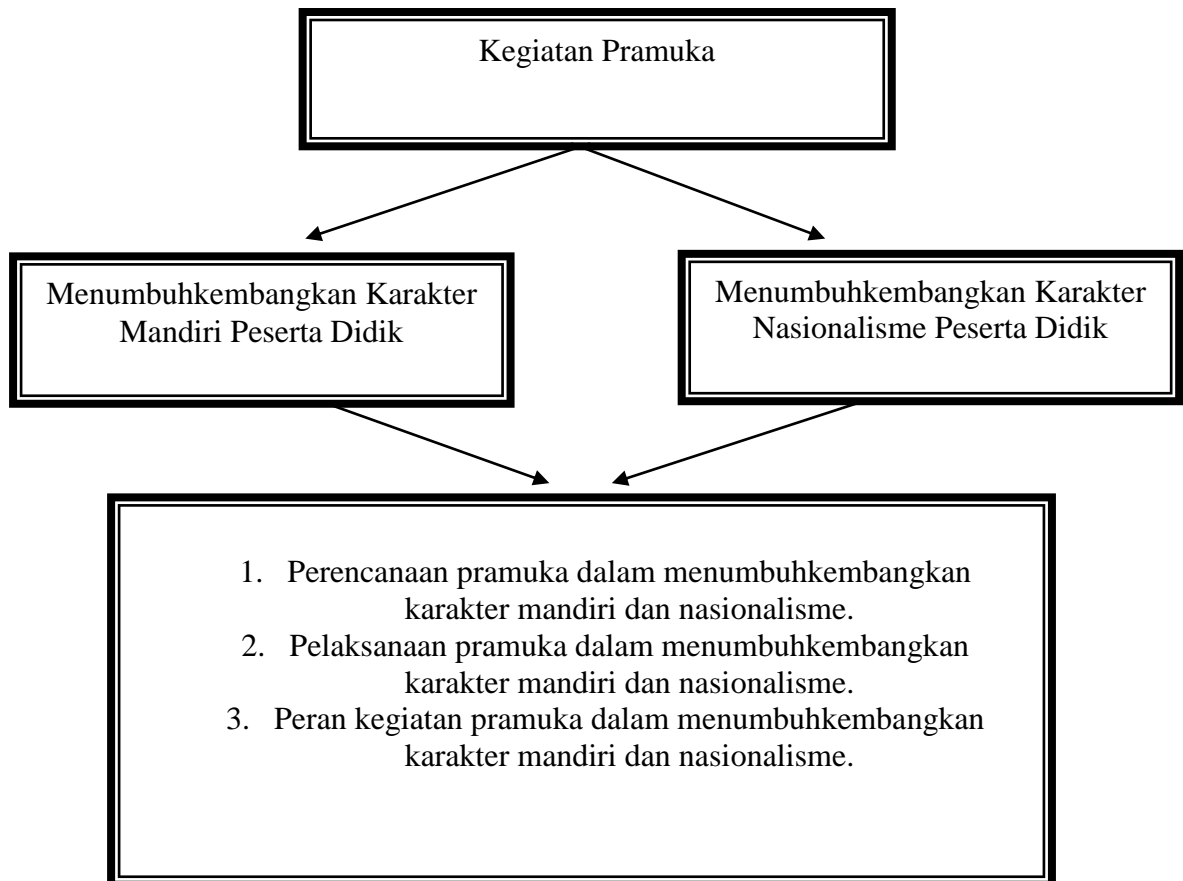 Kegiatan Pramuka
Menumbuhkembangkan Karakter
Mandiri Peserta Didik
Menumbuhkembangkan Karakter
Nasionalisme Peserta Didik
1. Perencanaan pramuka dalam menumbuhkembangkan
karakter mandiri dan nasionalisme.
2. Pelaksanaan pramuka dalam menumbuhkembangkan
karakter mandiri dan nasionalisme.
3. Peran kegiatan pramuka dalam menumbuhkembangkan
karakter mandiri dan nasionalisme.